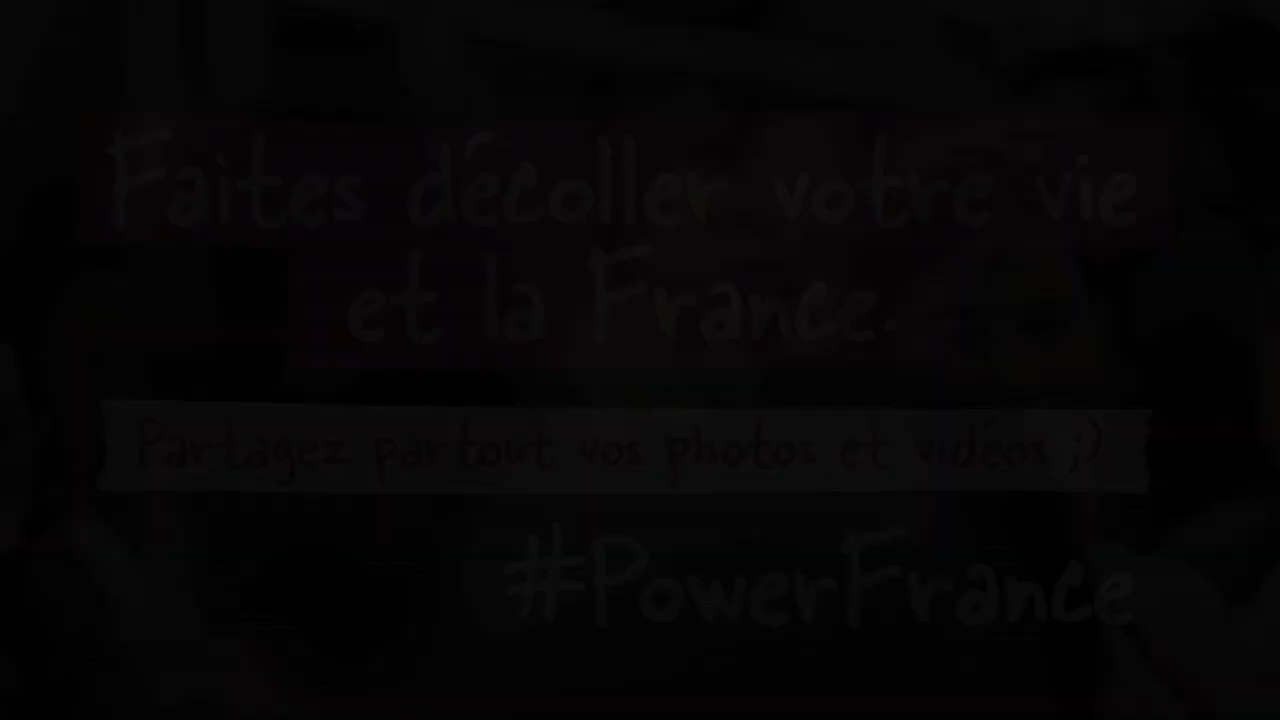 Faites décoller votre vie
et la France.
Partagez partout vos photos et vidéos ;)
#PowerFrance